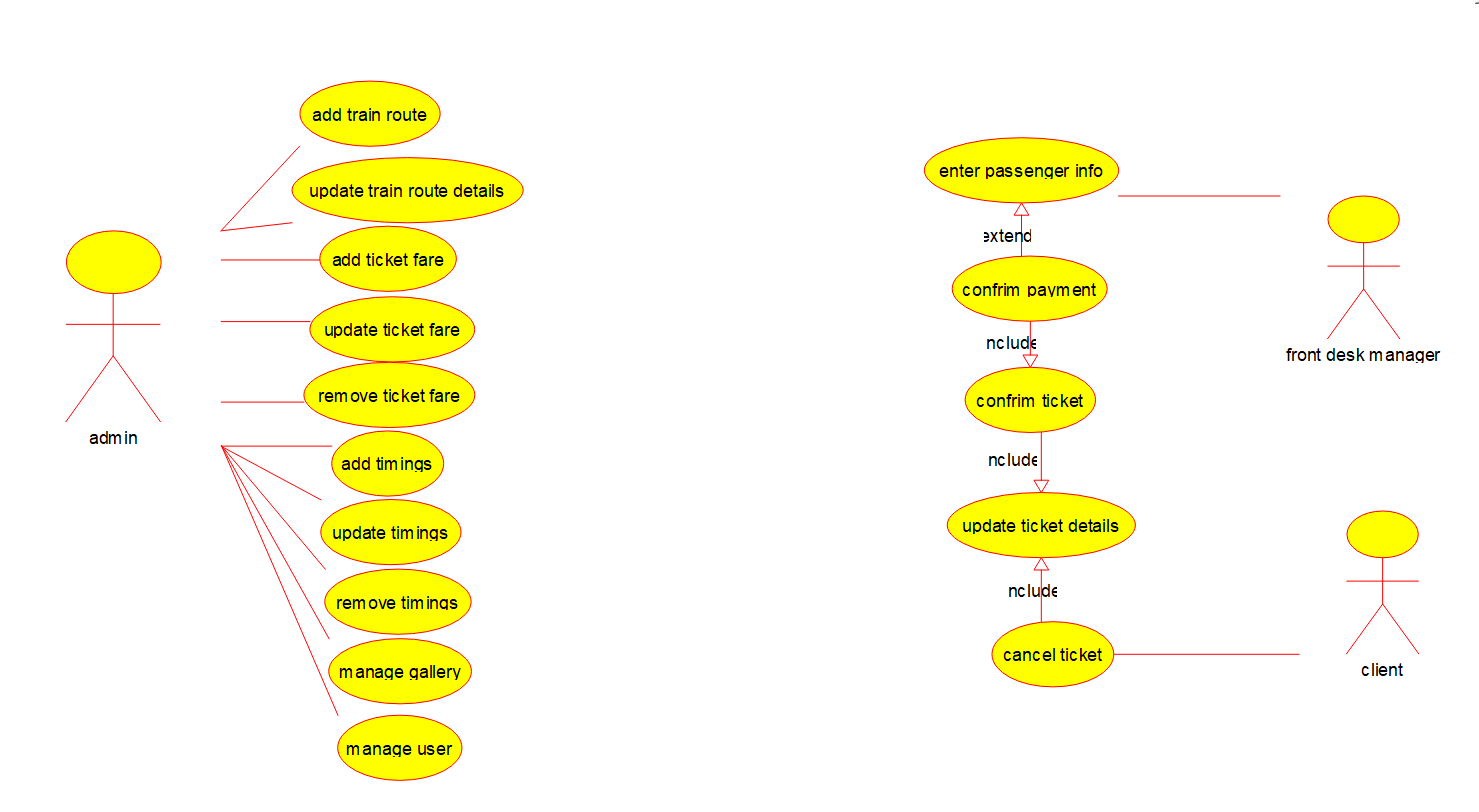 add train route
update train route details
add ticket fare
update ticket fare
remove ticket fare
add timings
update timings
remove timings
manage gallery
manage user
admin
enter passenger info
extend
confrim payment
nclude
confrim ticket
nclude
update ticket details
nclude
cancel ticket
front desk manager
client